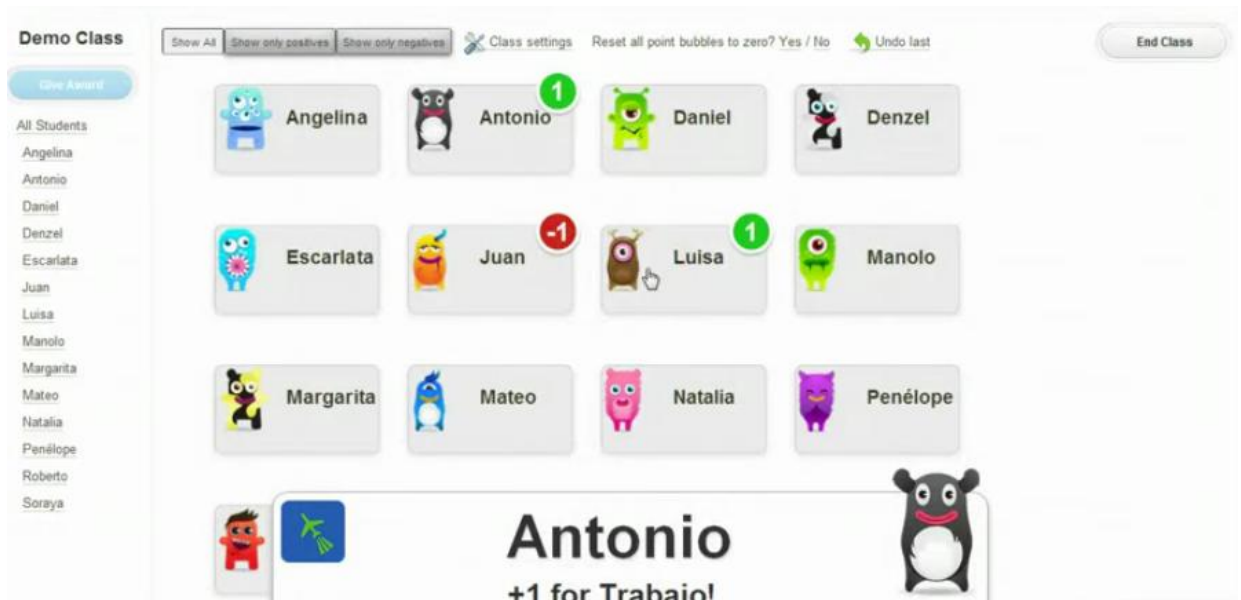 Demo Class
Show All Show only positives Show only negatives Class settings Reset all point bubbles to zero? Yes / No Undo last End Class
Give Award
All Students
Angelina
Antonio
Daniel
Denzel
Escarlata
Juan
Luisa
Manolo
Margarita
Mateo
Natalia
Penélope
Roberto
Soraya
Angelina Antonio 1 Daniel Denzel
Escarlata Juan -1 Luisa 1 Manolo
Margarita Mateo Natalia Penélope
Antonio
+1 for Trabajo!